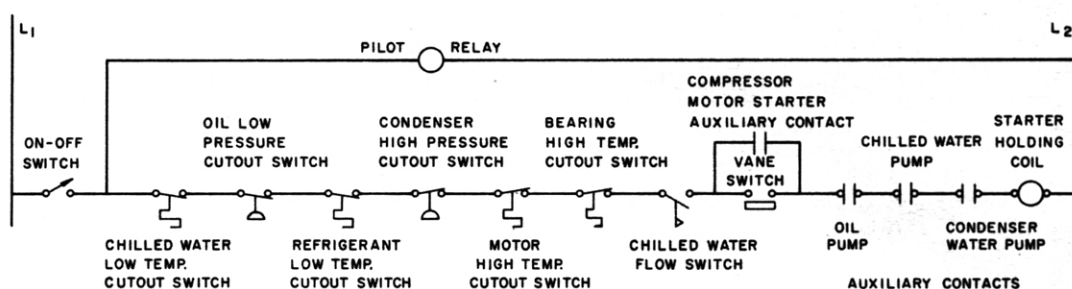 L1
L2
PILOT RELAY
ON-OFF
SWITCH
OIL LOW
PRESSURE
CUTOUT SWITCH
CONDENSER
HIGH PRESSURE
CUTOUT SWITCH
BEARING
HIGH TEMP.
CUTOUT SWITCH
COMPRESSOR
MOTOR STARTER
AUXILIARY CONTACT
VANE
SWITCH
CHILLED WATER
PUMP
STARTER
HOLDING
COIL
CHILLED WATER
LOW TEMP.
CUTOUT SWITCH
REFRIGERANT
LOW TEMP.
CUTOUT SWITCH
MOTOR
HIGH TEMP.
CUTOUT SWITCH
CHILLED WATER
FLOW SWITCH
OIL
PUMP
CONDENSER
WATER PUMP
AUXILIARY CONTACTS